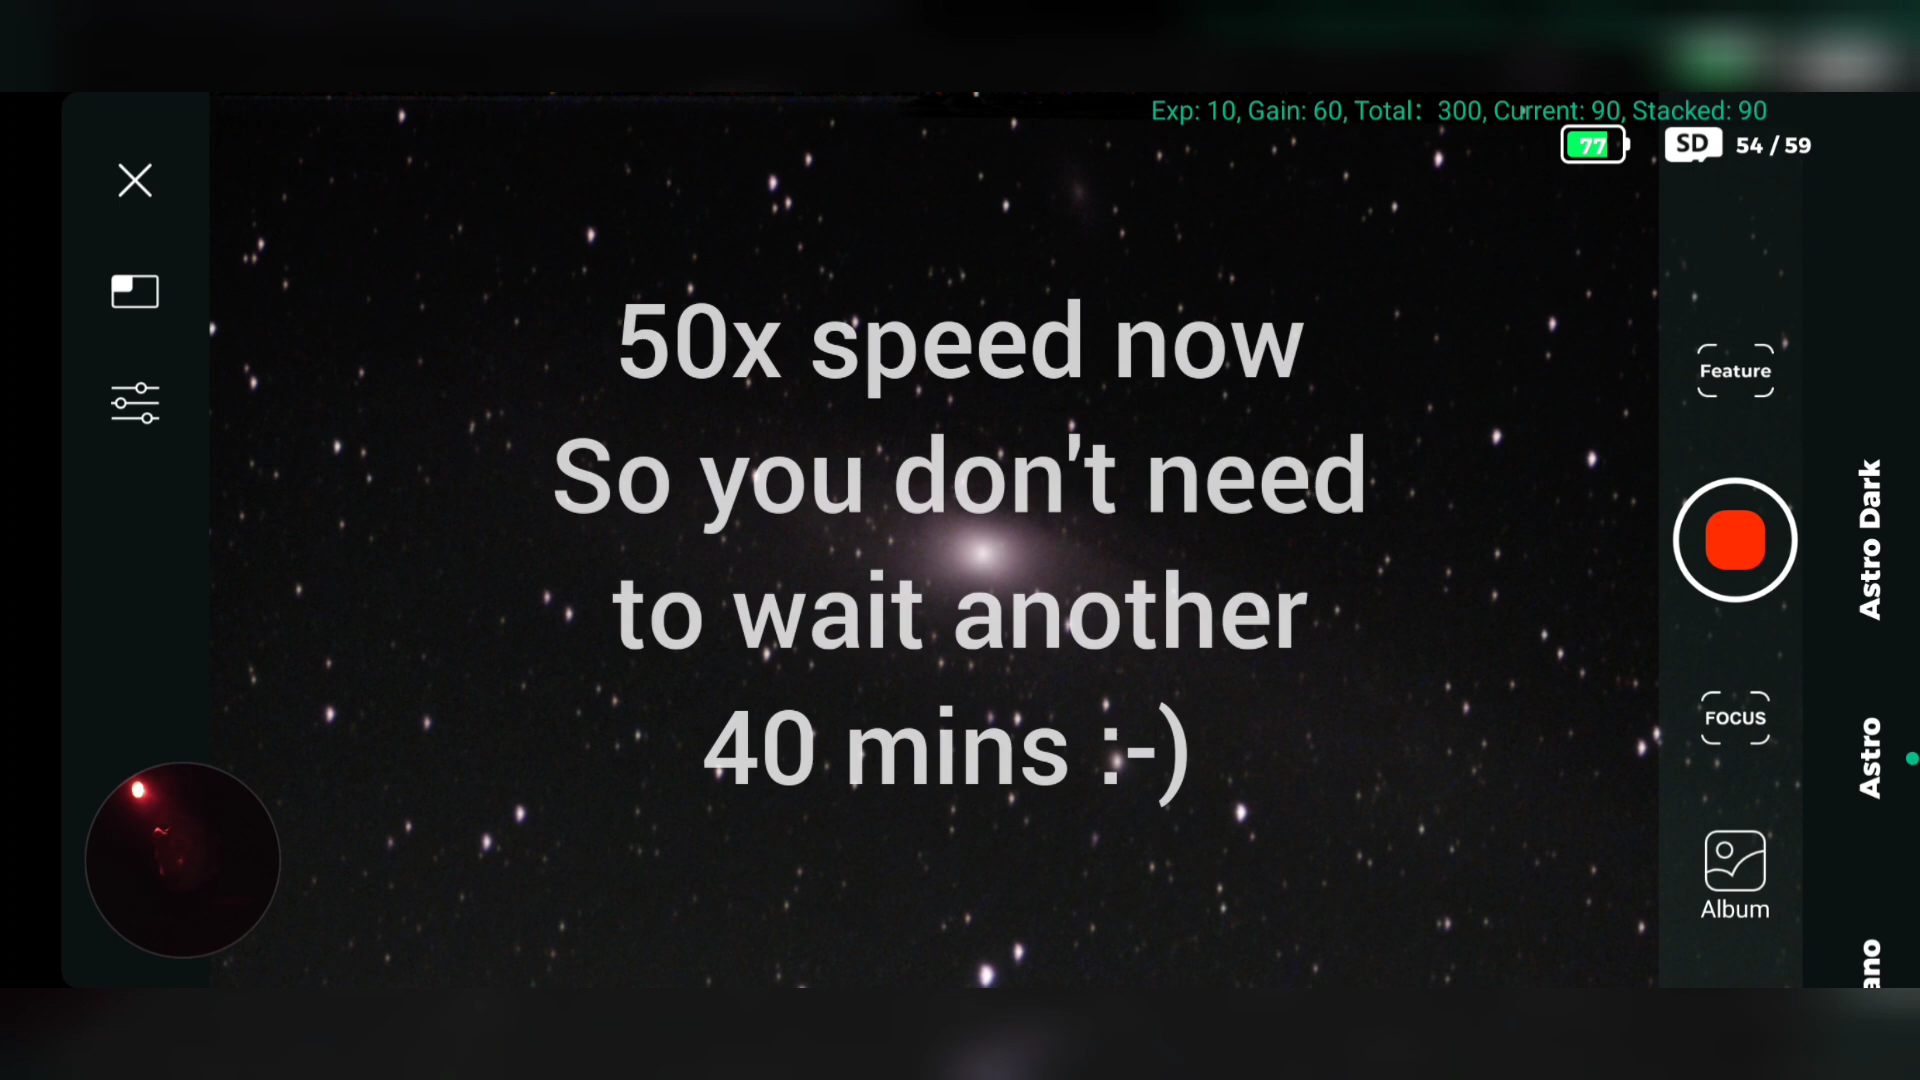 Exp: 10, Gain: 60, Total: 300, Current: 90, Stacked: 90
77
SD
54 / 59
50x speed now
So you don't need
to wait another
40 mins :-)
Feature
FOCUS
Album
Astro Dark
Astro
ano